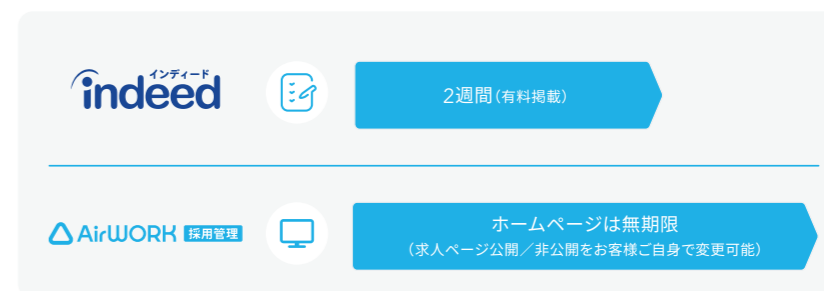 インディード
indeed
2週間(有料掲載)
AirWORK 採用管理
ホームページは無期限
(求人ページ公開/非公開をお客様ご自身で変更可能)